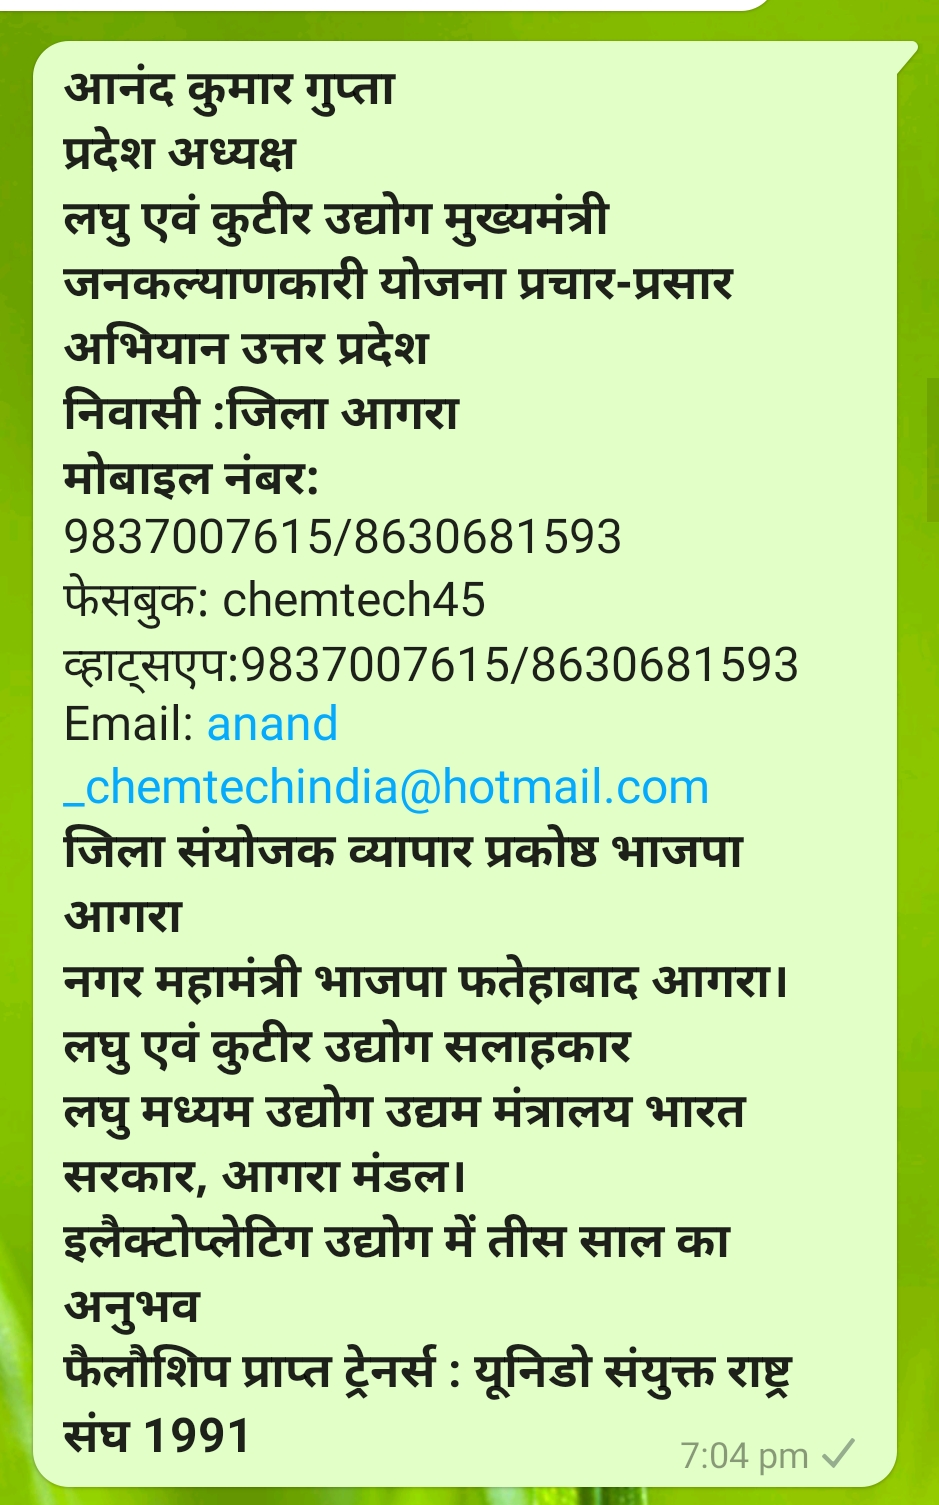 आनंद कुमार गुप्ता
प्रदेश अध्यक्ष
लघु एवं कुटीर उद्योग मुख्यमंत्री
जनकल्याणकारी योजना प्रचार-प्रसार
अभियान उत्तर प्रदेश
निवासी :जिला आगरा
मोबाइल नंबर:
9837007615/8630681593
फेसबुक: chemtech45
व्हाट्सएप:9837007615/8630681593
Email: anand
_chemtechindia@hotmail.com
जिला संयोजक व्यापार प्रकोष्ठ भाजपा
आगरा
नगर महामंत्री भाजपा फतेहाबाद आगरा।
लघु एवं कुटीर उद्योग सलाहकार
लघु मध्यम उद्योग उद्यम मंत्रालय भारत
सरकार, आगरा मंडल।
इलैक्टोप्लेटिग उद्योग में तीस साल का
अनुभव
फैलौशिप प्राप्त ट्रेनर्स : यूनिडो संयुक्त राष्ट्र
संघ 1991
7:04 pm